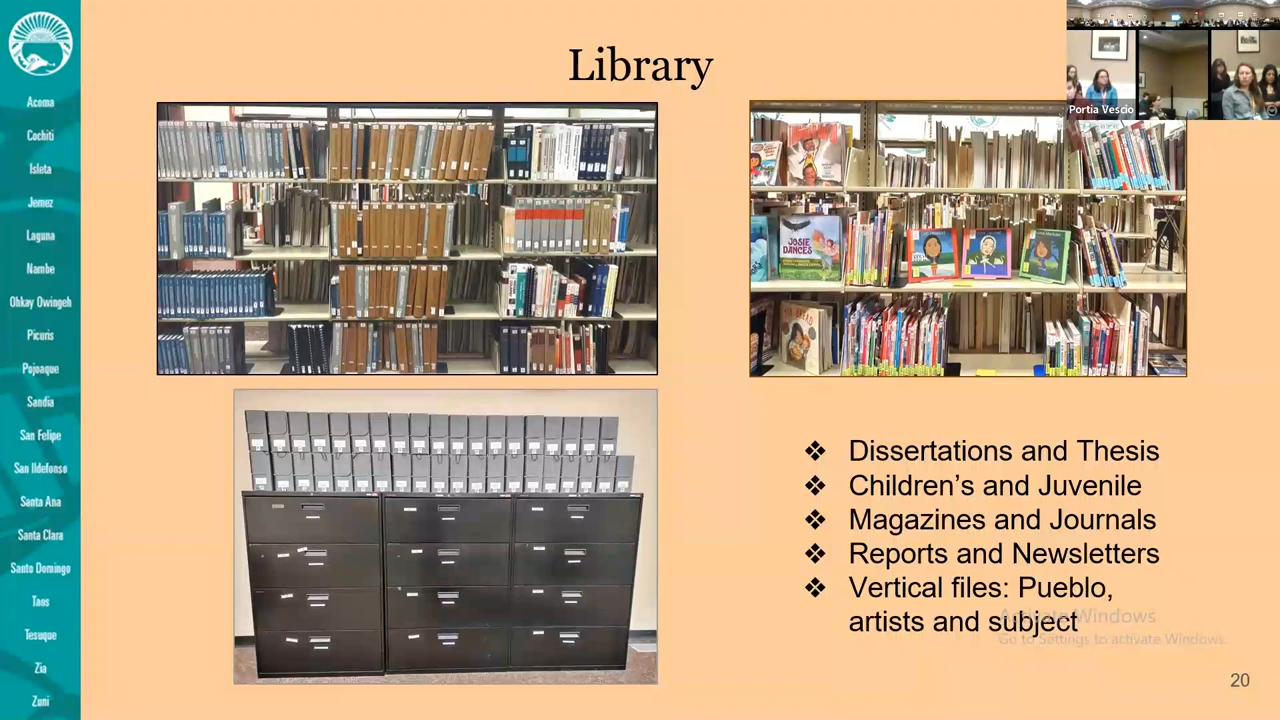 Library
Acoma
Cochiti
Isleta
Jemez
Laguna
Nambe
Ohkay Owingeh
Picuris
Pojoaque
Sandia
San Felipe
San Ildefonso
Santa Ana
Santa Clara
Santo Domingo
Taos
Tesuque
Zia
Zuni
Portia Vescio
JOSIE
DANCES
❖ Dissertations and Thesis
❖ Children's and Juvenile
❖ Magazines and Journals
❖ Reports and Newsletters
❖ Vertical files: Pueblo,
artists and subject
Activate Windows
Go to Settings to activate Windows.
20